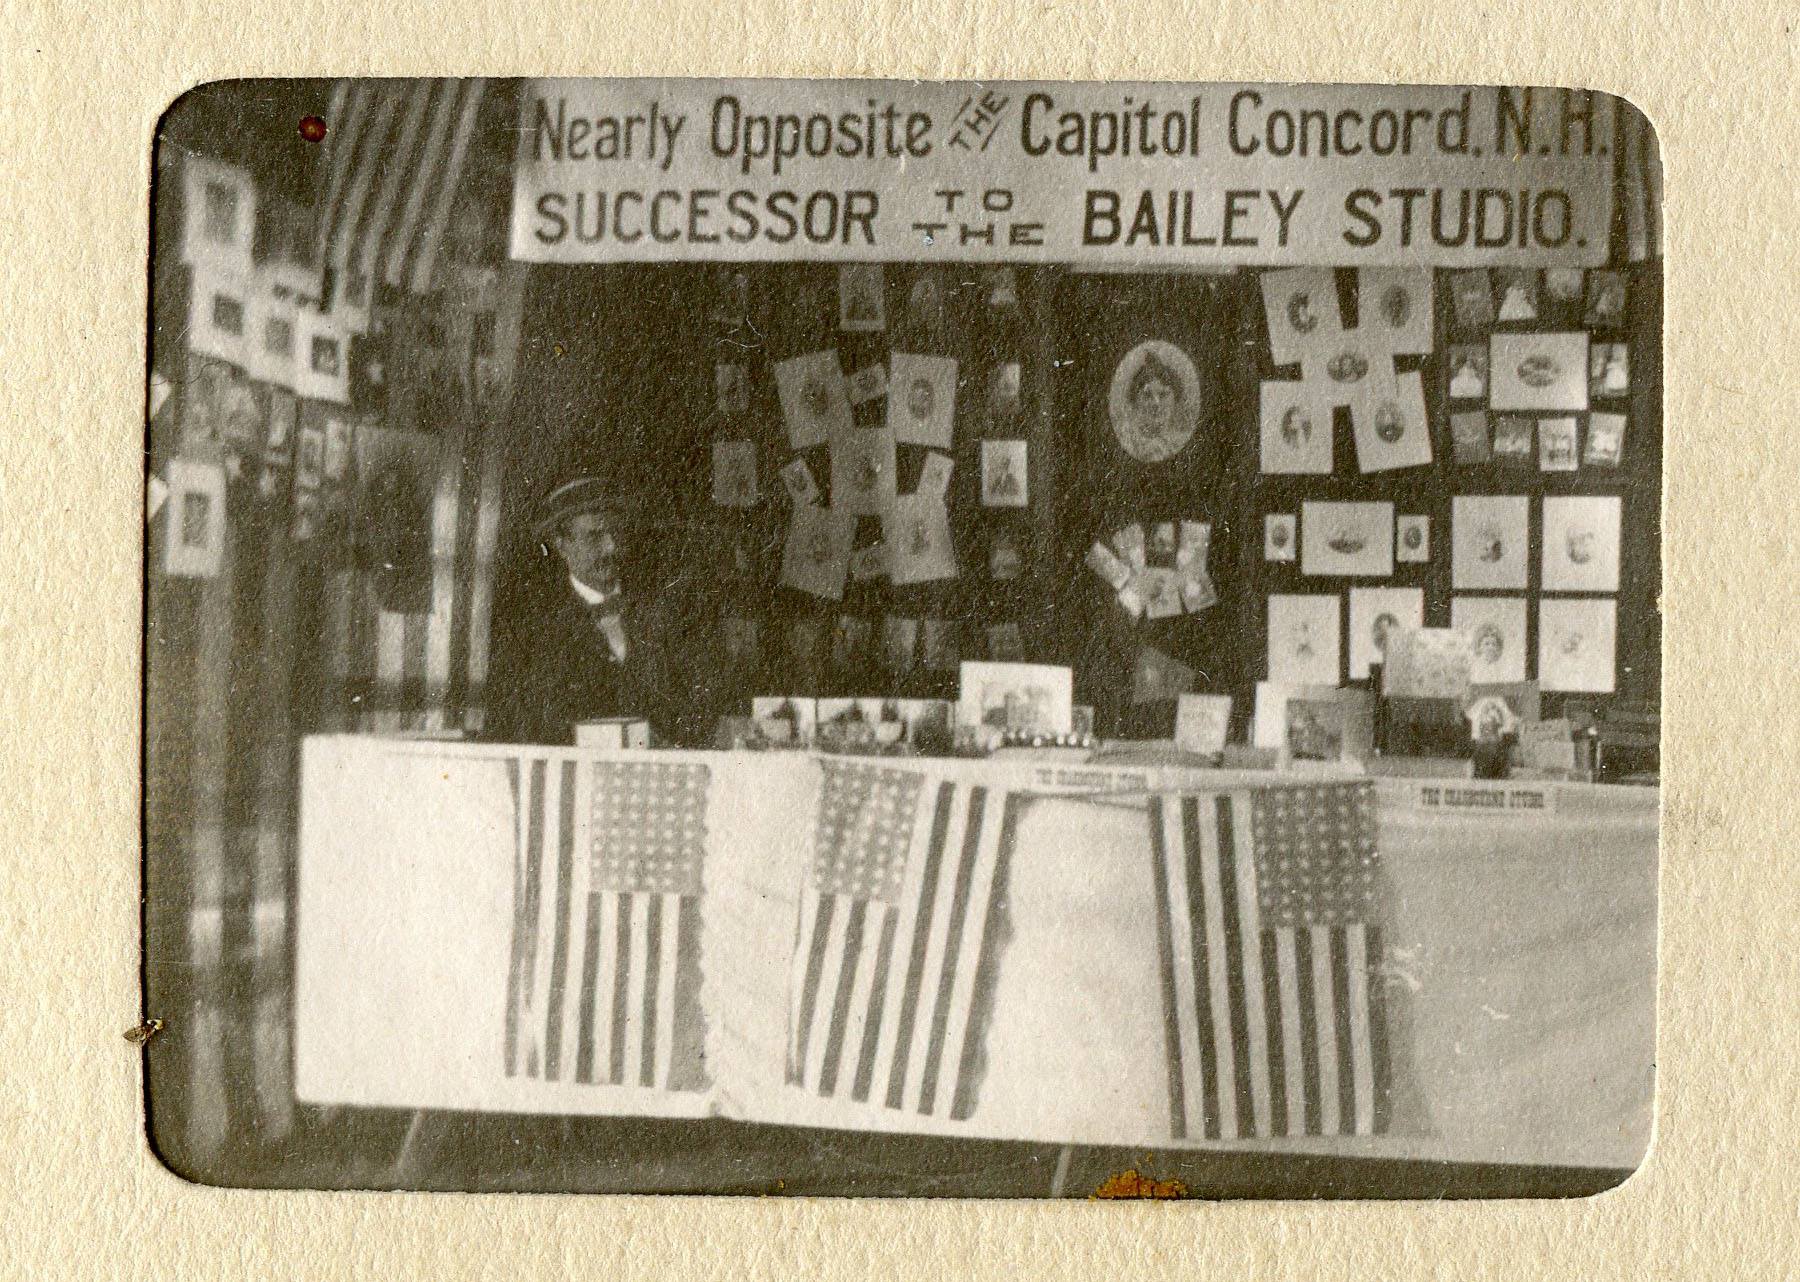 Nearly Opposite THE Capitol Concord. N.H.
SUCCESSOR TO THE BAILEY STUDIO.